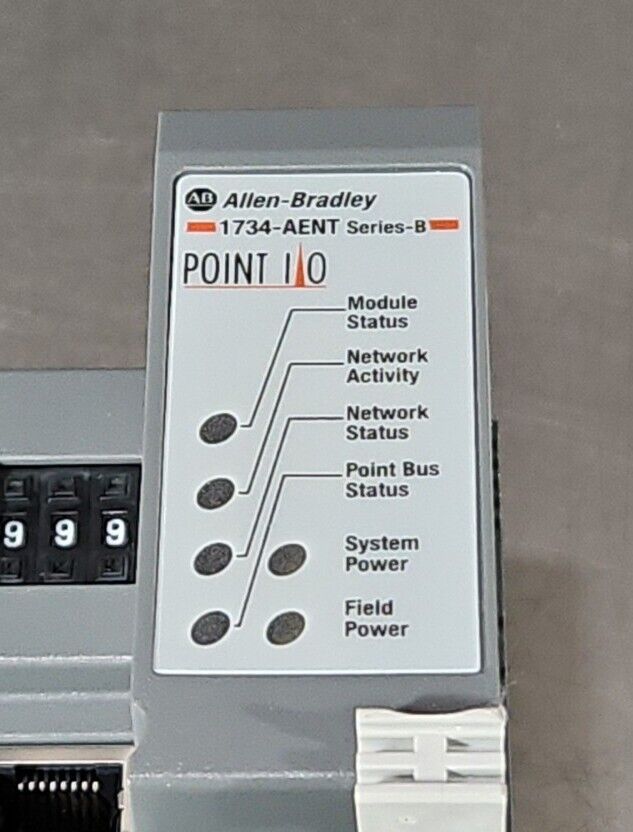 AB Allen-Bradley
1734-AENT Series-B
POINT I/O
Module
Status
Network
Activity
Network
Status
Point Bus
Status
System
Power
Field
Power
9 9 9